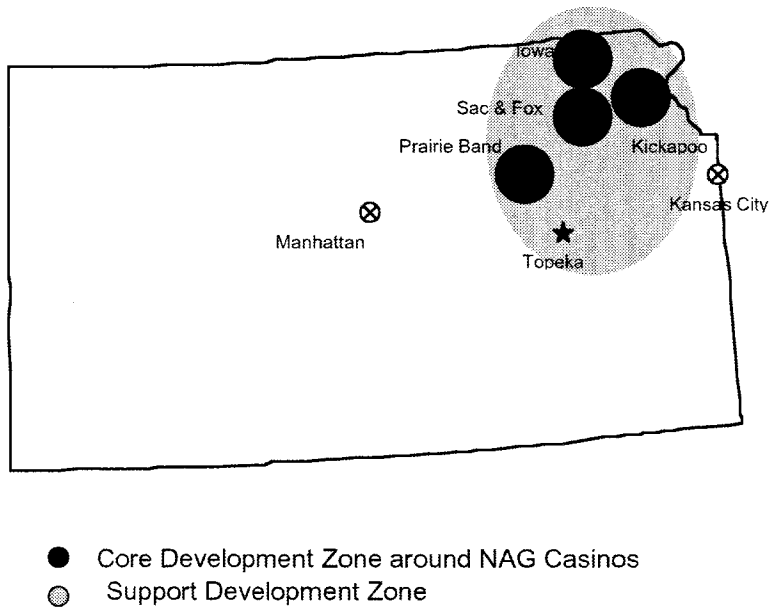 Iowa
Sac & Fox
Prairie Band
Kickapoo
Kansas City
Manhattan
Topeka
Core Development Zone around NAG Casinos
Support Development Zone